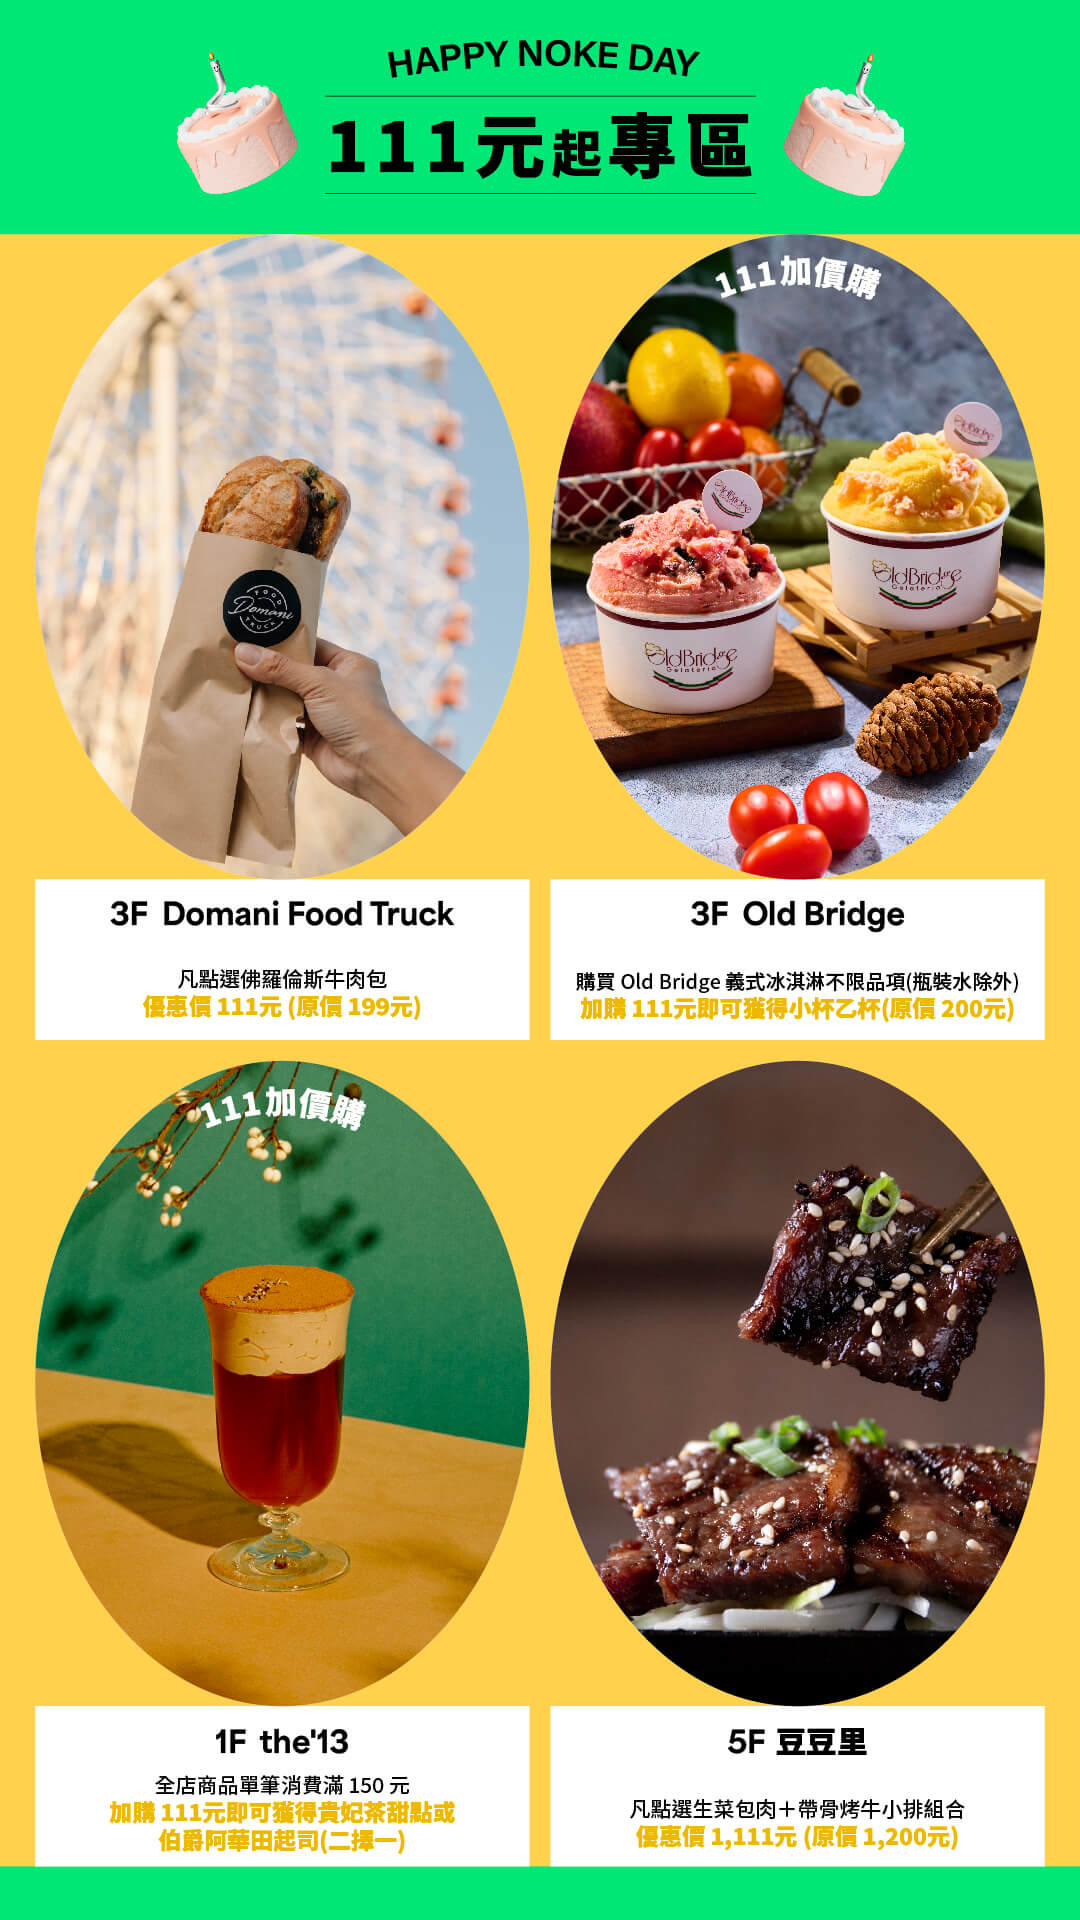 HAPPY NOKE DAY
111元起專區
111加價購
FOOD
Domani
TRUCK
OldBridge
OldBridge
OldBridge
Gelateria
OldBridge
Gelateria
3F Domani Food Truck
凡點選佛羅倫斯牛肉包
優惠價 111元 (原價 199元)
3F Old Bridge
購買 Old Bridge 義式冰淇淋不限品項(瓶裝水除外)
加購 111元即可獲得小杯乙杯(原價 200元)
111加價購
1F the'13
全店商品單筆消費滿 150 元
加購 111元即可獲得貴妃茶甜點或
伯爵阿華田起司(二擇一)
5F 豆豆里
凡點選生菜包肉＋帶骨烤牛小排組合
優惠價 1,111元 (原價 1,200元)